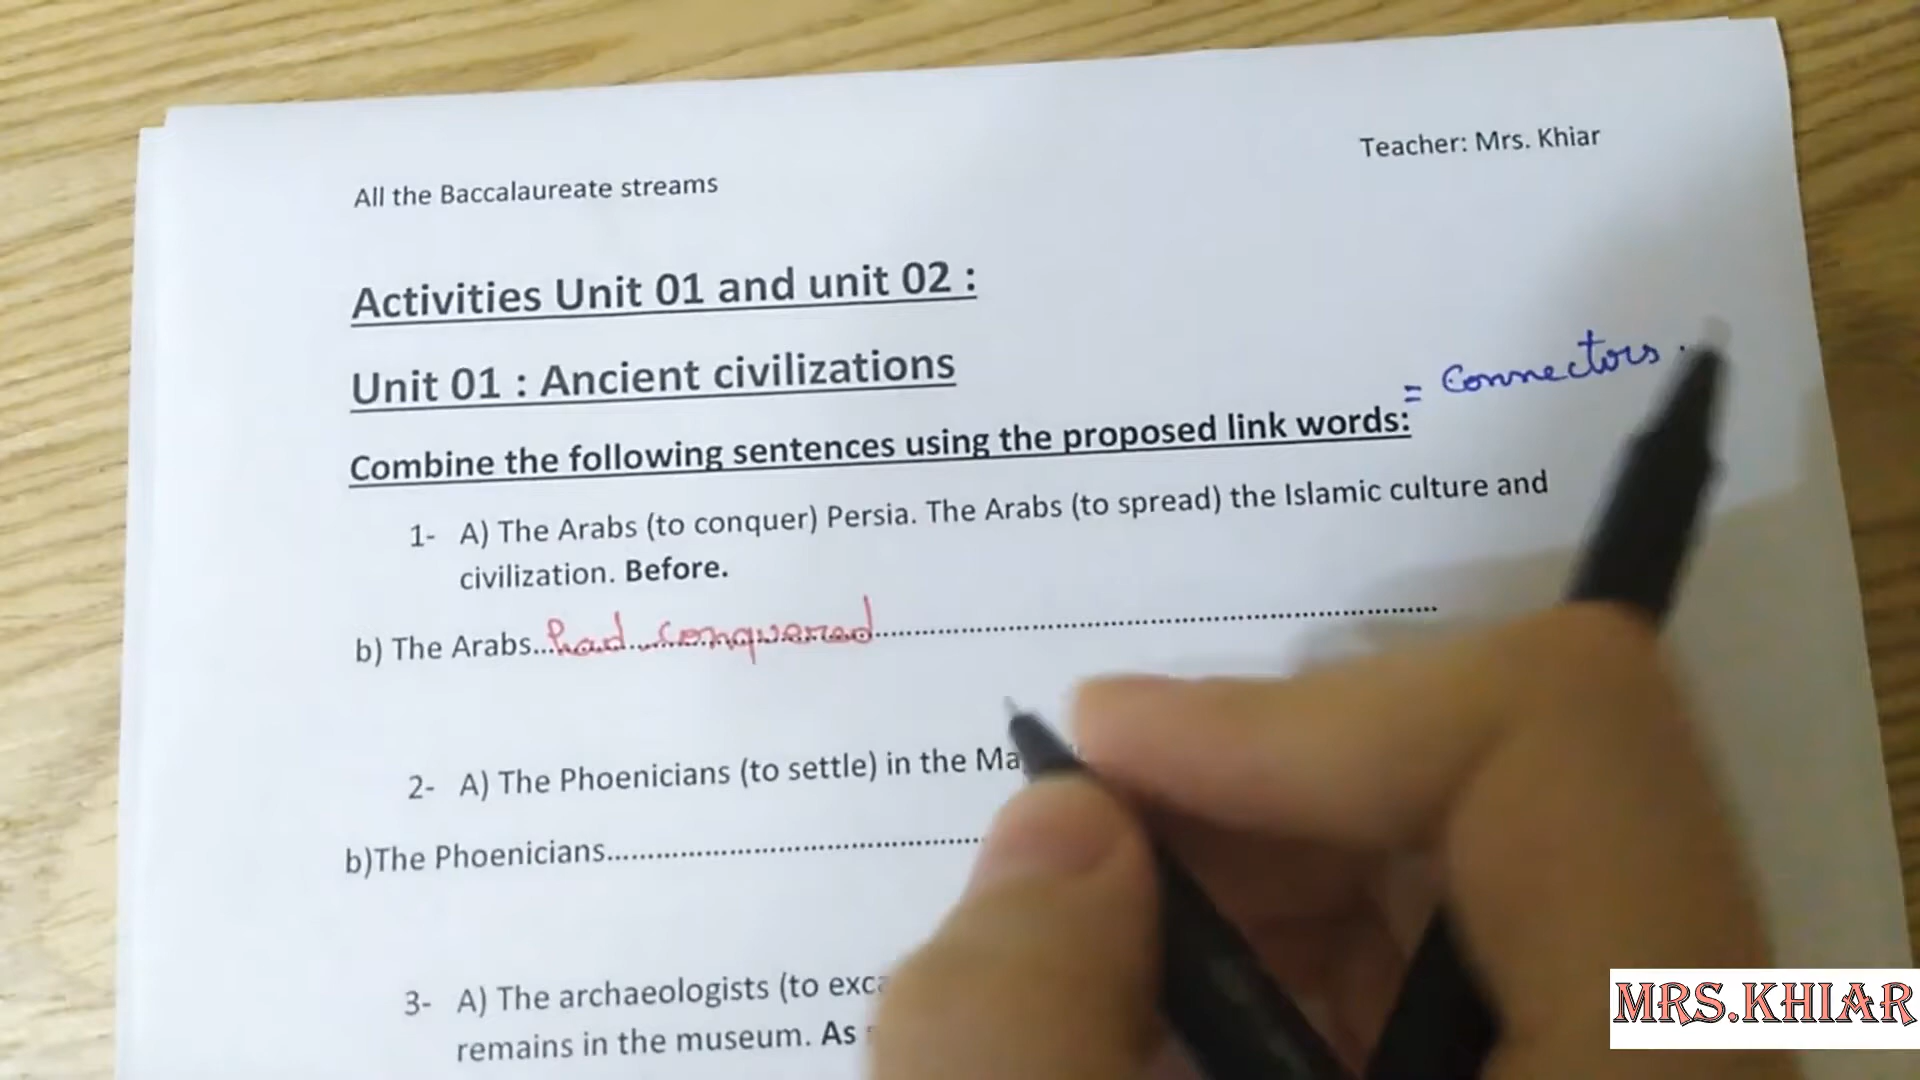 Teacher: Mrs. Khiar
All the Baccalaureate streams
Activities Unit 01 and unit 02 :
Unit 01 : Ancient civilizations
= Connectors.
Combine the following sentences using the proposed link words:
1- A) The Arabs (to conquer) Persia. The Arabs (to spread) the Islamic culture and
civilization. Before.
b) The Arabs...had conquered......
2- A) The Phoenicians (to settle) in the
b)The Phoenicians......
3- A) The archaeologists (to
remains in the museum. As
MRS.KHIAR